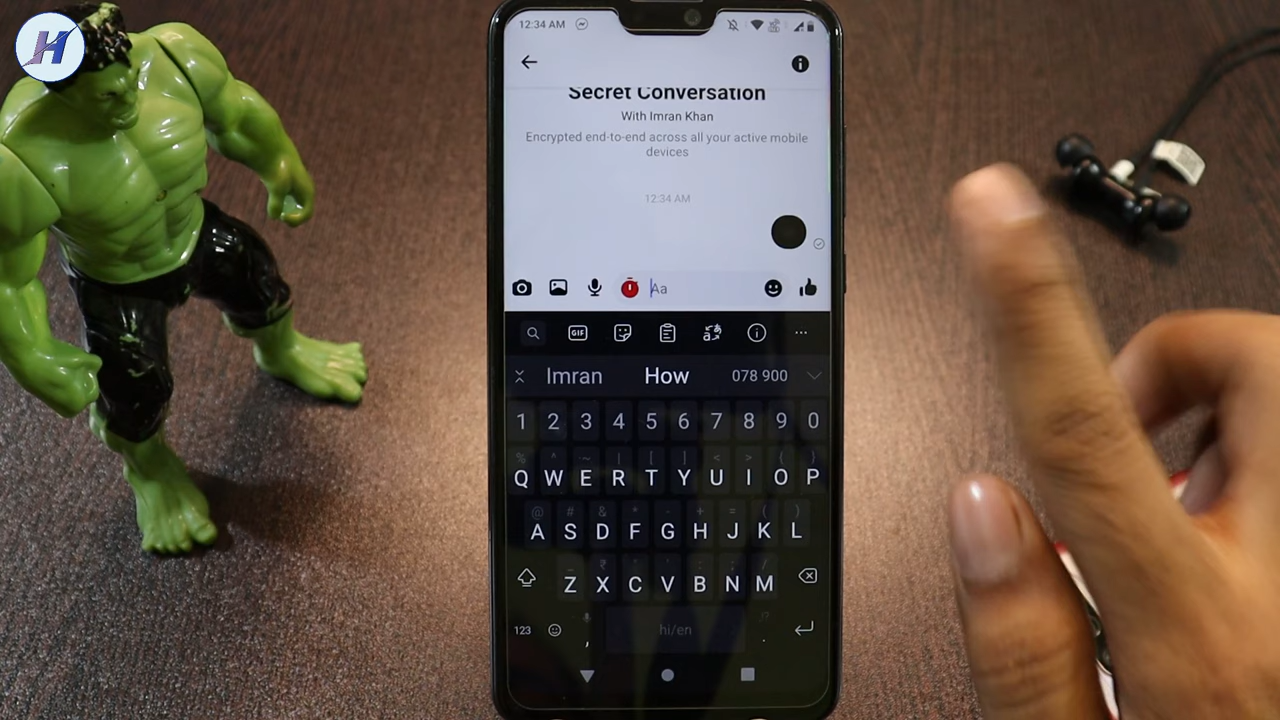 H
12:34 AM
Secret Conversation
With Imran Khan
Encrypted end-to-end across all your active mobile
devices
12:34 AM
Aa
GIF
Imran How 078 900
1 2 3 4 5 6 7 8 9 0
% ^ ~ | [ ] < > { }
Q W E R T Y U I O P
@ # & * - + = ( )
A S D F G H J K L
Z X C V B N M
123 , hi/en .